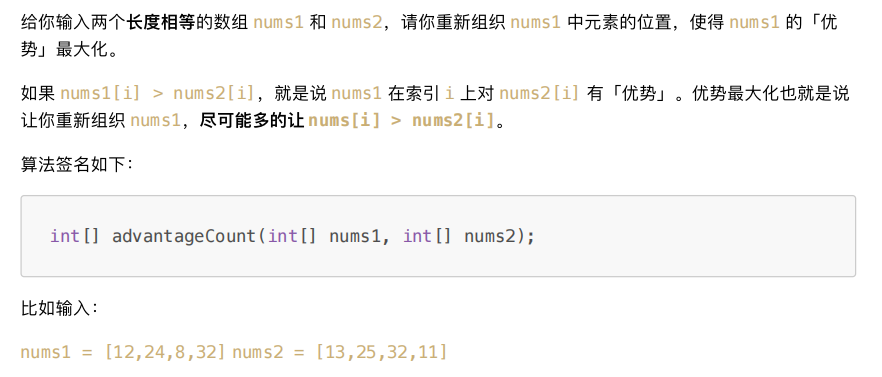 给你输入两个长度相等的数组 nums1 和 nums2，请你重新组织 nums1 中元素的位置，使得 nums1 的「优
势」最大化。
如果 nums1[i] > nums2[i]，就是说 nums1 在索引 i 上对 nums2[i] 有「优势」。优势最大化也就是说
让你重新组织 nums1，尽可能多的让 nums[i] > nums2[i]。
算法签名如下：
int[] advantageCount(int[] nums1, int[] nums2);
比如输入：
nums1 = [12,24,8,32] nums2 = [13,25,32,11]